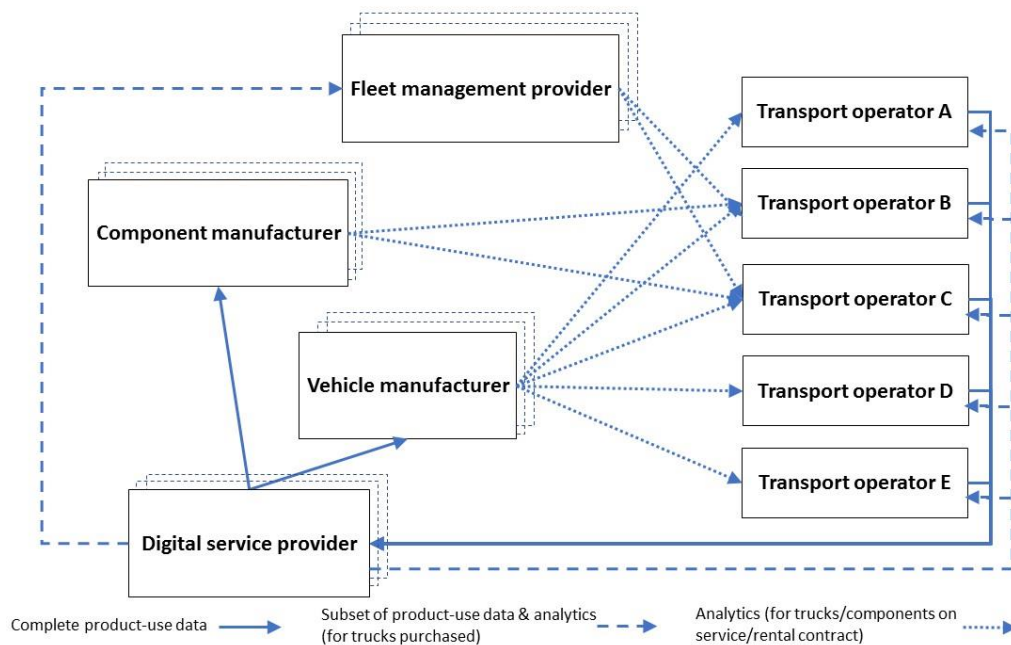 Fleet management provider
Transport operator A
Component manufacturer
Transport operator B
Transport operator C
Vehicle manufacturer
Transport operator D
Transport operator E
Digital service provider
Complete product-use data
Subset of product-use data & analytics
(for trucks purchased)
Analytics (for trucks/components on
service/rental contract)